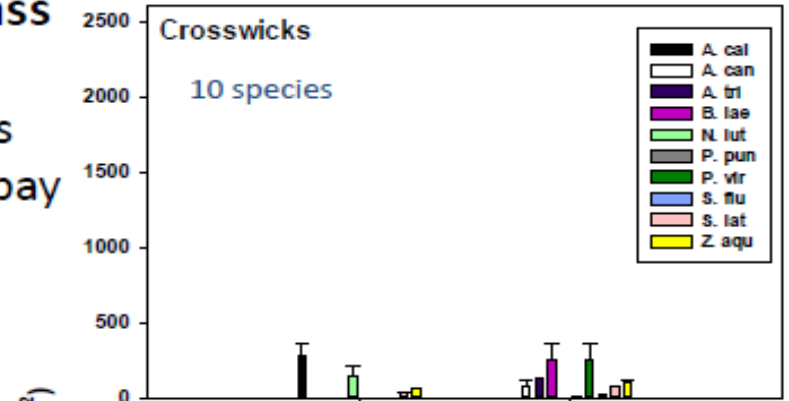 ss
s
bay
2500
2000
1500
1000
500
0
Crosswicks
10 species
A. cal
A. can
A. tri
B. lae
N. lut
P. pun
P. vir
S. flu
S. lat
Z. aqu